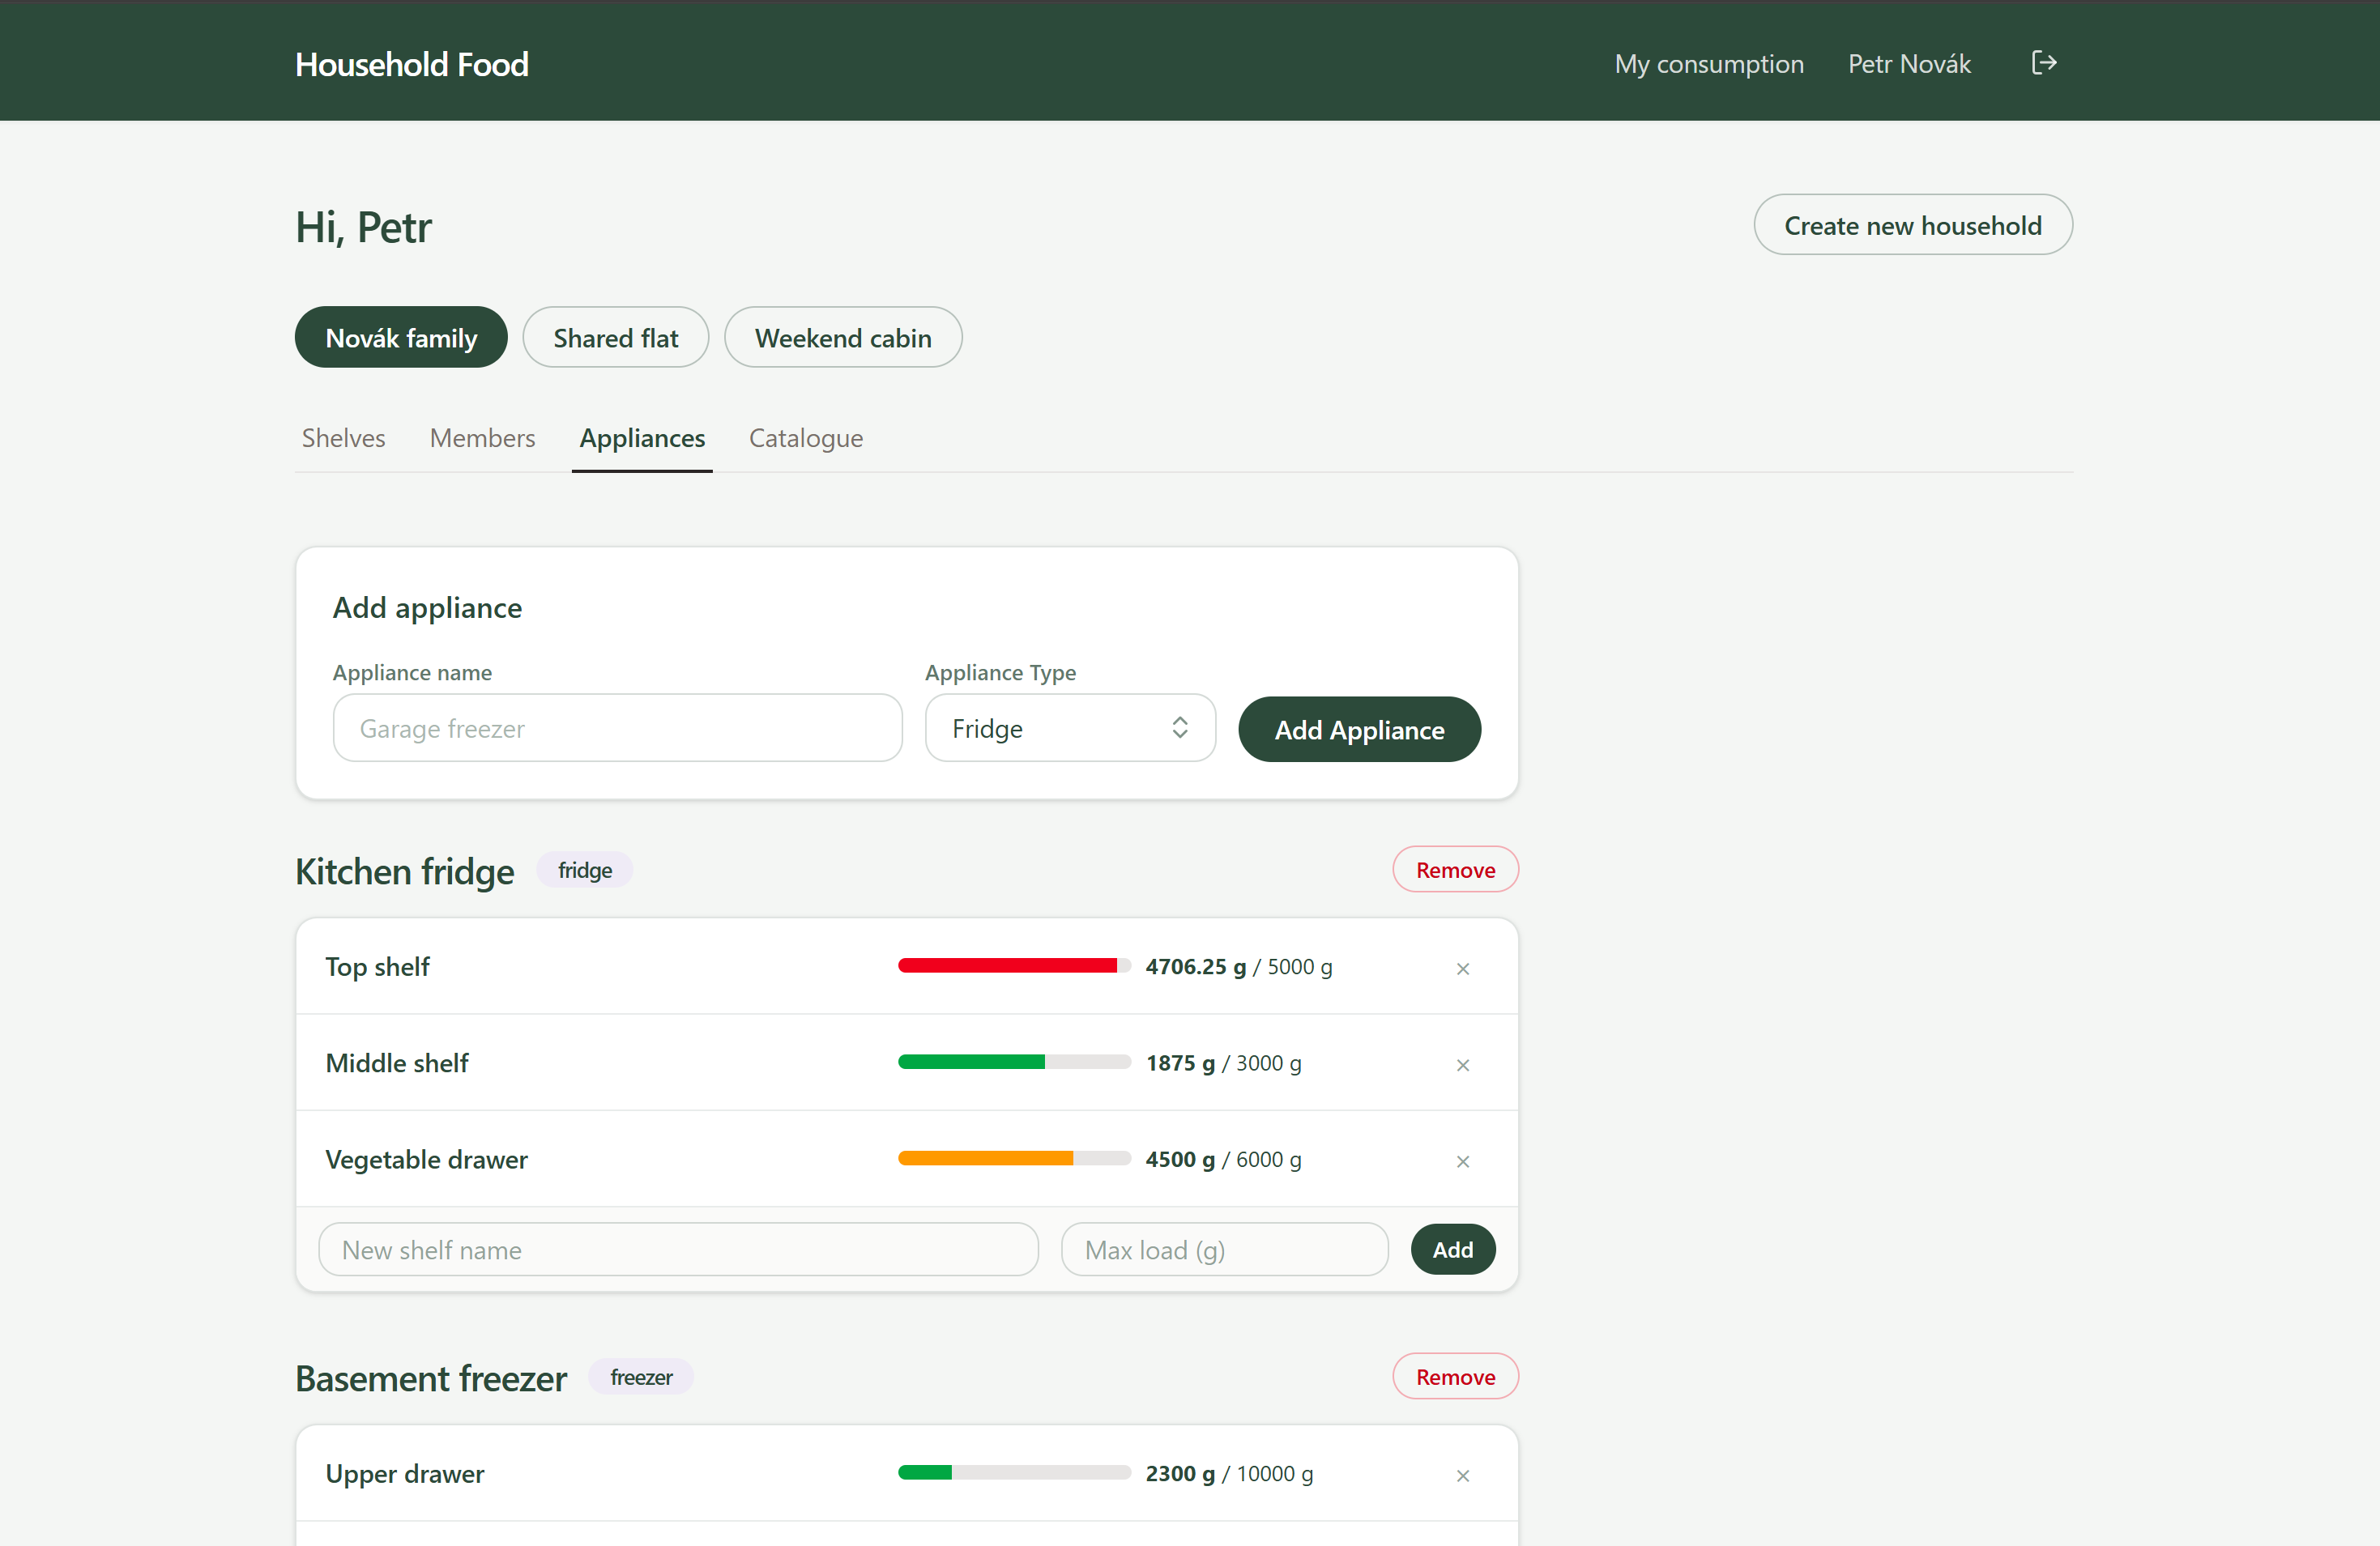 Household Food
My consumption
Petr Novák
Hi, Petr
Create new household
Novák family
Shared flat
Weekend cabin
Shelves
Members
Appliances
Catalogue
Add appliance
Appliance name
Appliance Type
Garage freezer
Fridge
Add Appliance
Kitchen fridge
fridge
Remove
Top shelf
4706.25 g / 5000 g
Middle shelf
1875 g / 3000 g
Vegetable drawer
4500 g / 6000 g
New shelf name
Max load (g)
Add
Basement freezer
freezer
Remove
Upper drawer
2300 g / 10000 g